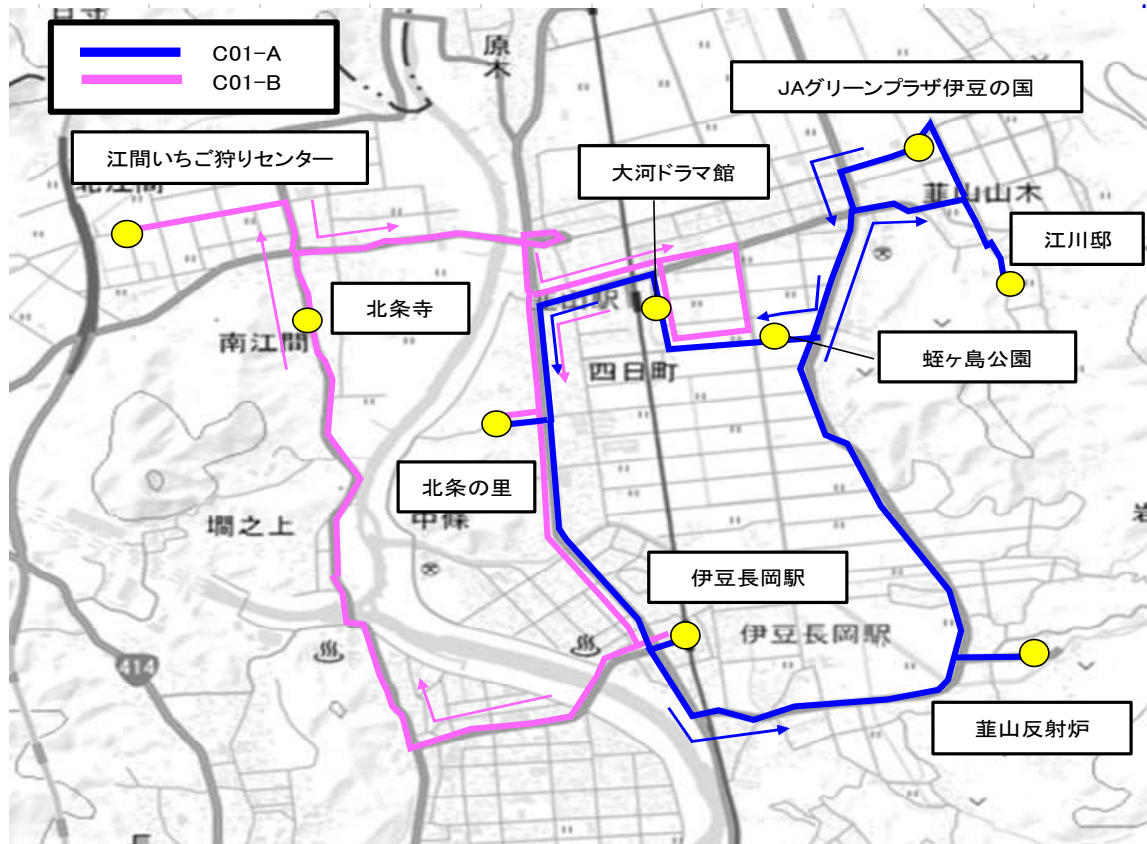 C01-A
C01-B
原木
JAグリーンプラザ伊豆の国
江間いちご狩りセンター
北江間
大河ドラマ館
韮山山木
江川邸
北条寺
南江間
四日町
蛭ヶ島公園
北条の里
中條
墹之上
伊豆長岡駅
伊豆長岡駅
414
韮山反射炉